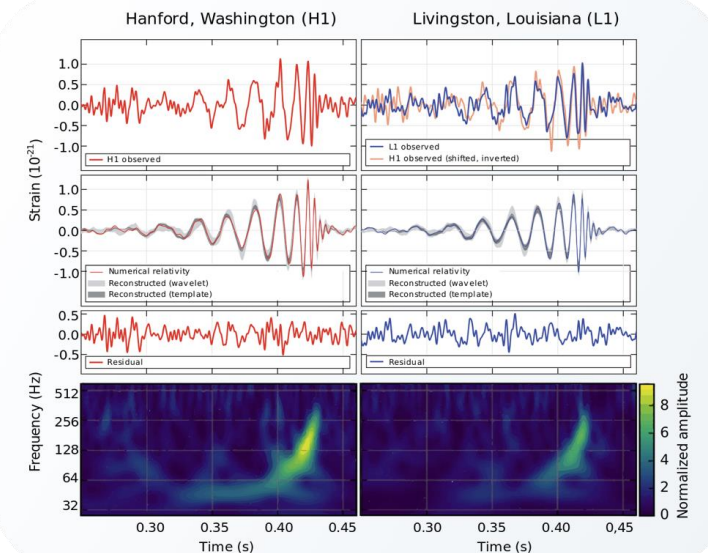 Hanford, Washington (H1)
Livingston, Louisiana (L1)
Strain (10⁻²¹)
1.0
0.5
0.0
-0.5
-1.0
H1 observed
L1 observed
H1 observed (shifted, inverted)
1.0
0.5
0.0
-0.5
-1.0
Numerical relativity
Reconstructed (wavelet)
Reconstructed (template)
Numerical relativity
Reconstructed (wavelet)
Reconstructed (template)
0.5
0.0
-0.5
Residual
Residual
Frequency (Hz)
512
256
128
64
32
Normalized amplitude
8
6
4
2
0
0.30
0.35
0.40
0.45
0.30
0.35
0.40
0,45
Time (s)
Time (s)